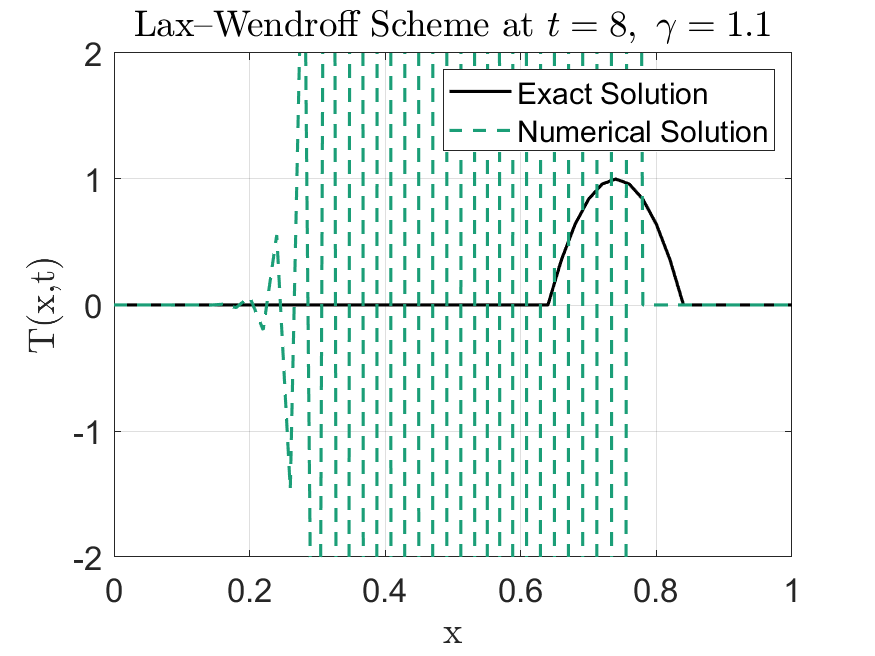 Lax–Wendroff Scheme at t = 8, γ = 1.1
Exact Solution
Numerical Solution
T(x,t)
2
1
0
-1
-2
0 0.2 0.4 0.6 0.8 1
x